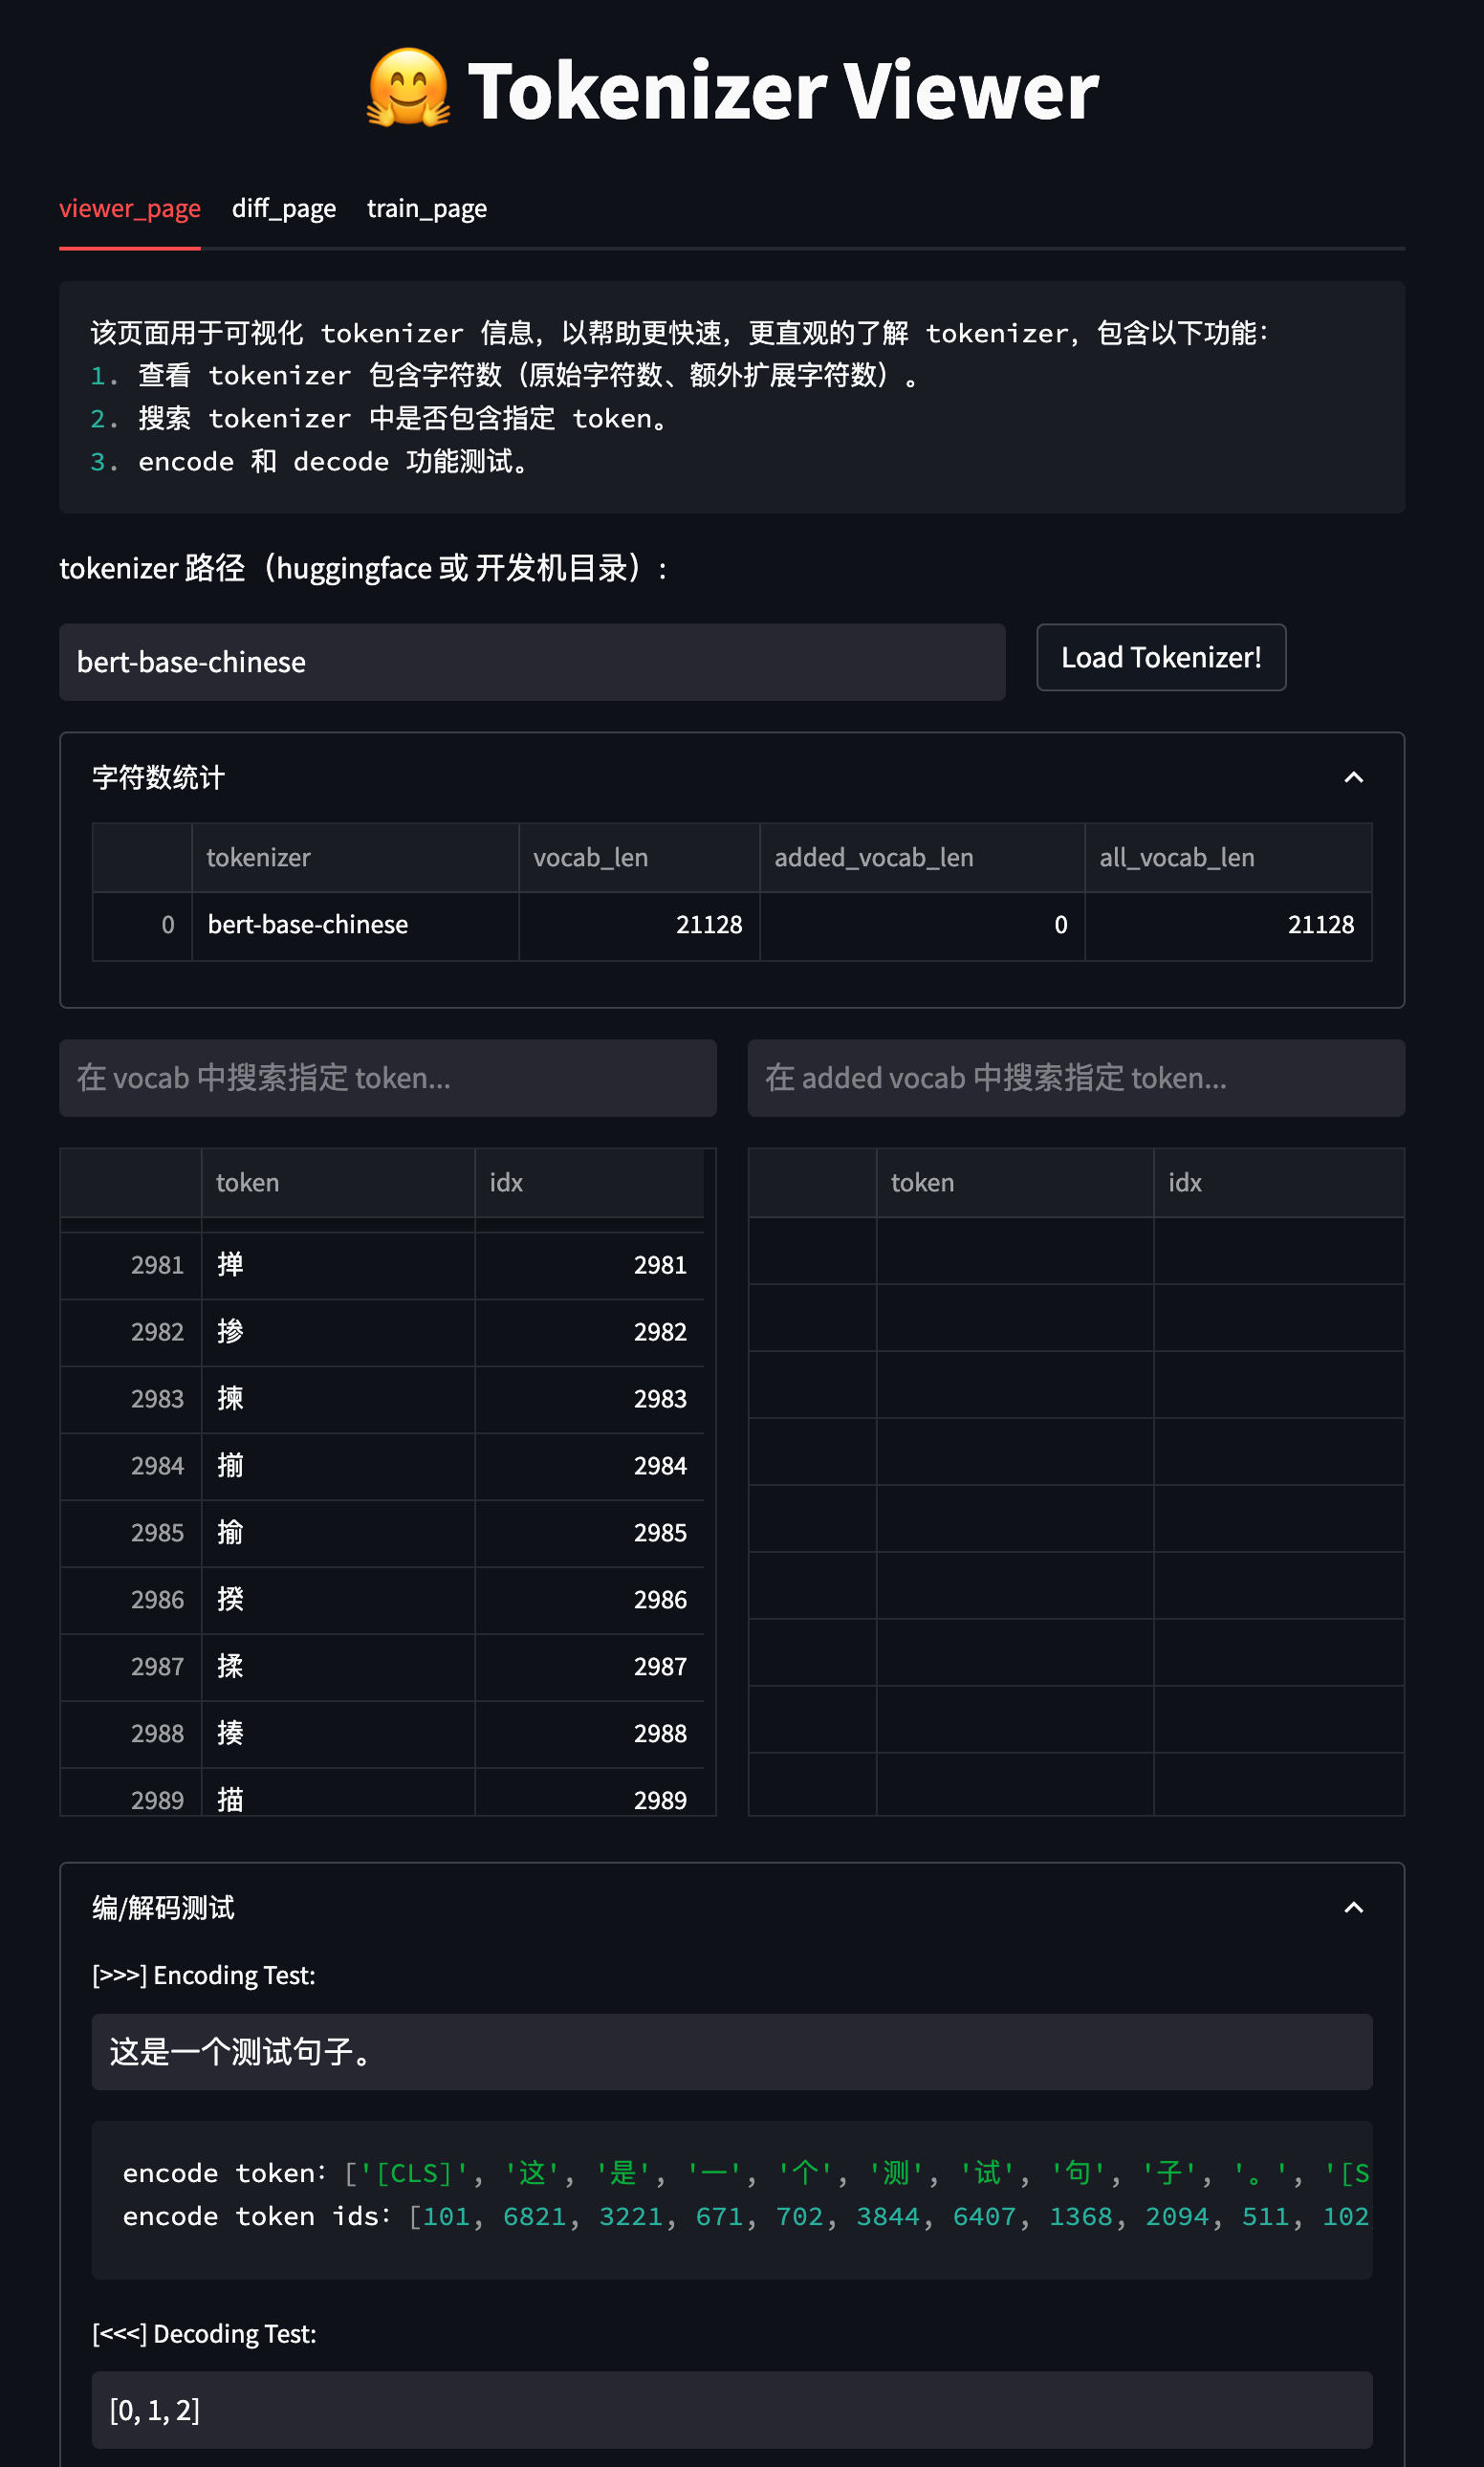 🤗 Tokenizer Viewer
viewer_page diff_page train_page
该页面用于可视化 tokenizer 信息，以帮助更快速，更直观的了解 tokenizer，包含以下功能：
1. 查看 tokenizer 包含字符数（原始字符数、额外扩展字符数）。
2. 搜索 tokenizer 中是否包含指定 token。
3. encode 和 decode 功能测试。
tokenizer 路径（huggingface 或 开发机目录）:
bert-base-chinese Load Tokenizer!
字符数统计
tokenizer vocab_len added_vocab_len all_vocab_len
0 bert-base-chinese 21128 0 21128
在 vocab 中搜索指定 token... 在 added vocab 中搜索指定 token...
token idx token idx
2981 掸 2981
2982 掺 2982
2983 揀 2983
2984 揃 2984
2985 揄 2985
2986 揆 2986
2987 揉 2987
2988 揍 2988
2989 描 2989
编/解码测试
[>>>] Encoding Test:
这是一个测试句子。
encode token: ['[CLS]', '这', '是', '一', '个', '测', '试', '句', '子', '。', '[S
encode token ids: [101, 6821, 3221, 671, 702, 3844, 6407, 1368, 2094, 511, 102
[<<<] Decoding Test:
[0, 1, 2]